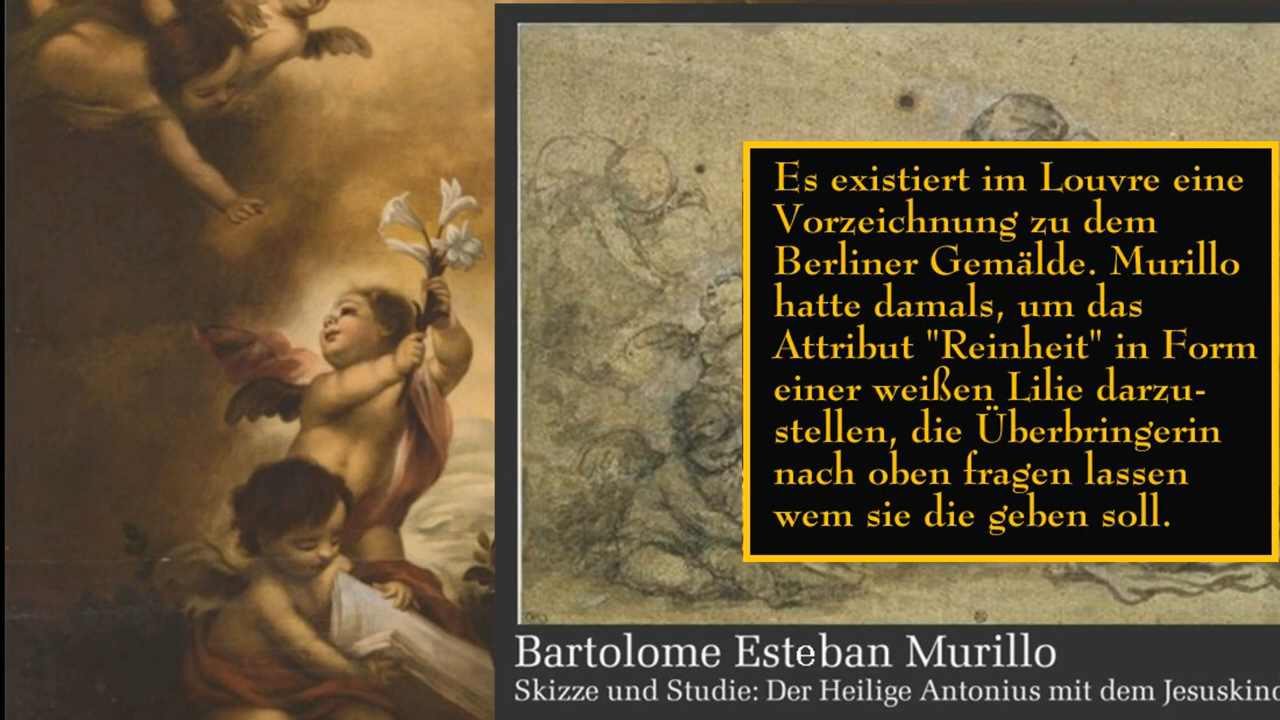 Es existiert im Louvre eine
Vorzeichnung zu dem
Berliner Gemälde. Murillo
hatte damals, um das
Attribut "Reinheit" in Form
einer weißen Lilie darzu-
stellen, die Überbringerin
nach oben fragen lassen
wem sie die geben soll.
Bartolome Esteban Murillo
Skizze und Studie: Der Heilige Antonius mit dem